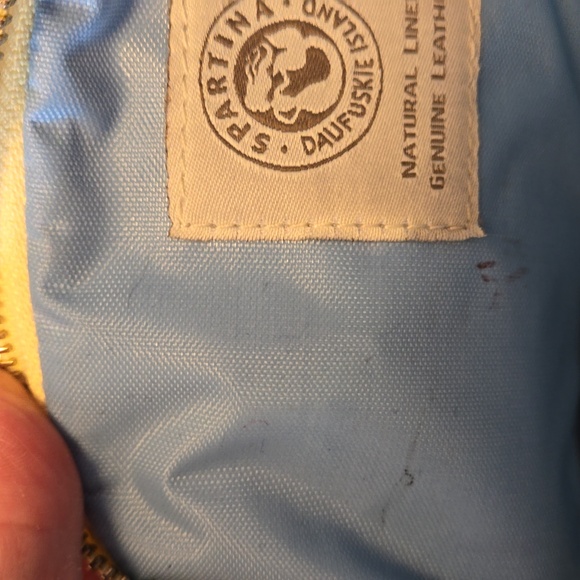 SPARTINA · DAUFUSKIE ISLAND ·
NATURAL
GENUINE